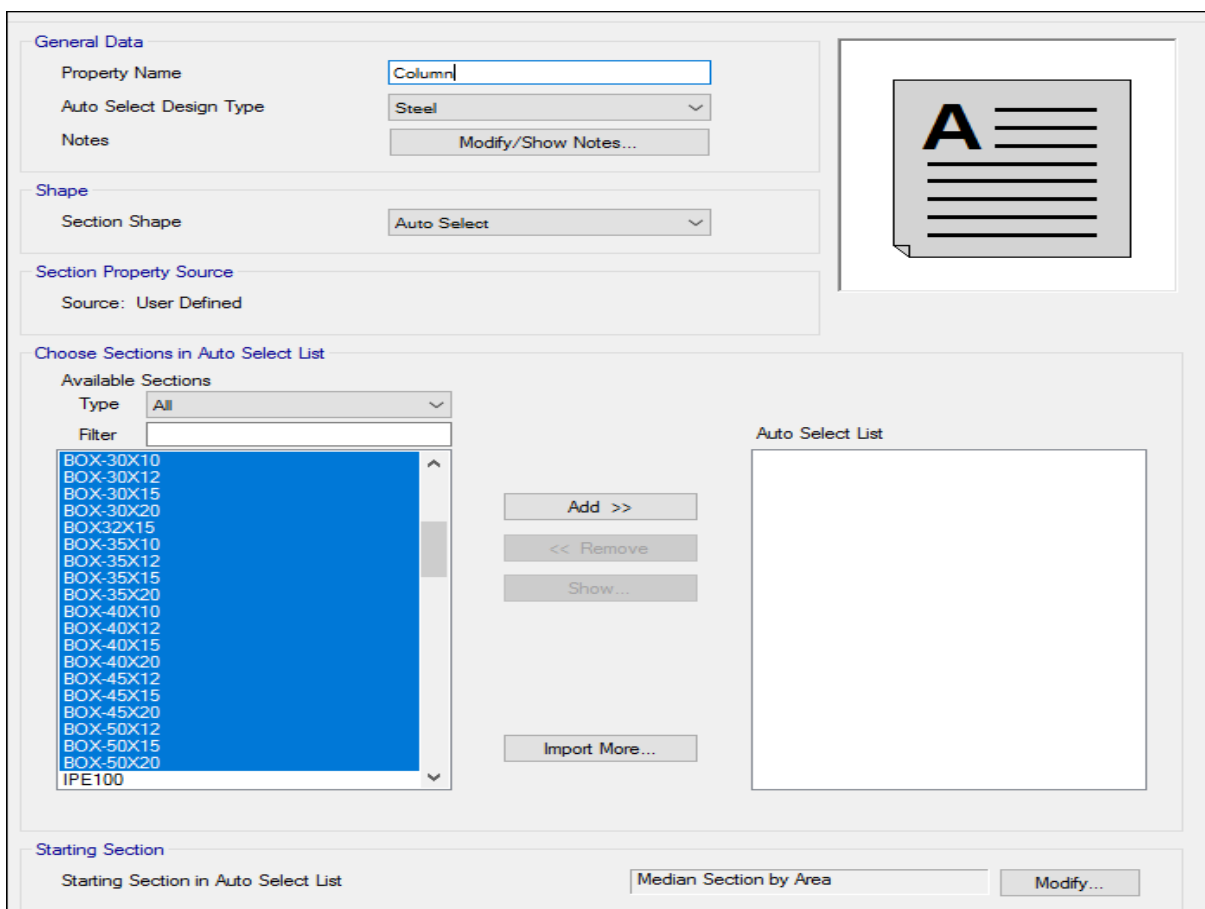 General Data
Property Name
Column
Auto Select Design Type
Steel
Notes
Modify/Show Notes...
A
Shape
Section Shape
Auto Select
Section Property Source
Source: User Defined
Choose Sections in Auto Select List
Available Sections
Type
All
Filter
Auto Select List
BOX-30X10
BOX-30X12
BOX-30X15
BOX-30X20
BOX32X15
BOX-35X10
BOX-35X12
BOX-35X15
BOX-35X20
BOX-40X10
BOX-40X12
BOX-40X15
BOX-40X20
BOX-45X12
BOX-45X15
BOX-45X20
BOX-50X12
BOX-50X15
BOX-50X20
IPE100
Add >>
<< Remove
Show...
Import More...
Starting Section
Starting Section in Auto Select List
Median Section by Area
Modify...